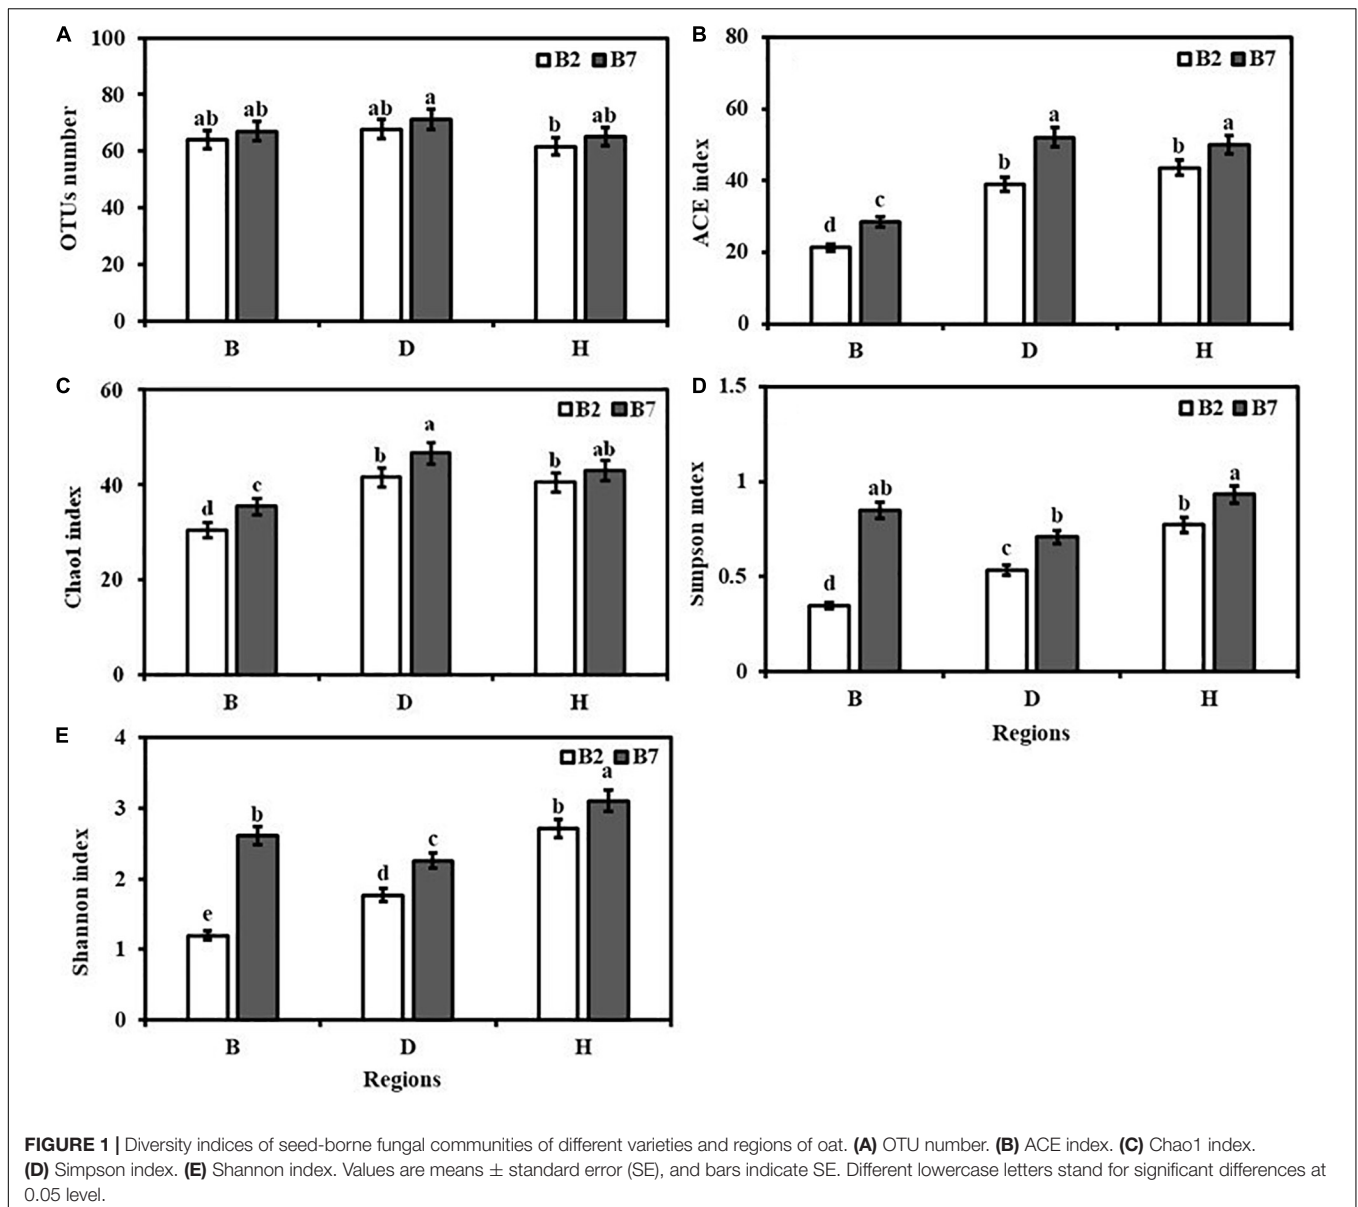 A
100
80
60
40
20
0
OTUs number
B2 B7
ab ab ab a b ab
B D H
B
80
60
40
20
0
ACE index
B2 B7
d c b a b a
B D H
C
60
40
20
0
Chao1 index
B2 B7
d c b a b ab
B D H
D
1.5
1
0.5
0
Simpson index
B2 B7
d ab c b b a
B D H
Regions
E
4
3
2
1
0
Shannon index
B2 B7
e b d c b a
B D H
Regions
FIGURE 1 | Diversity indices of seed-borne fungal communities of different varieties and regions of oat. (A) OTU number. (B) ACE index. (C) Chao1 index.
(D) Simpson index. (E) Shannon index. Values are means ± standard error (SE), and bars indicate SE. Different lowercase letters stand for significant differences at
0.05 level.